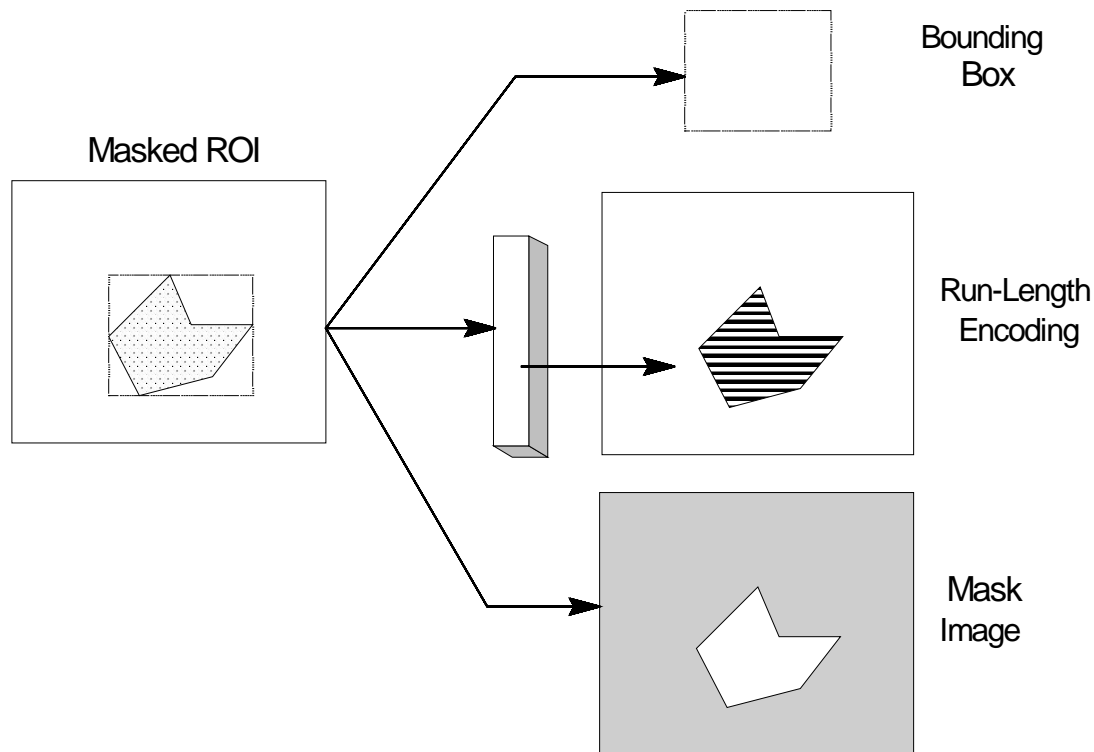 Bounding
Box
Masked ROI
Run-Length
Encoding
Mask
Image